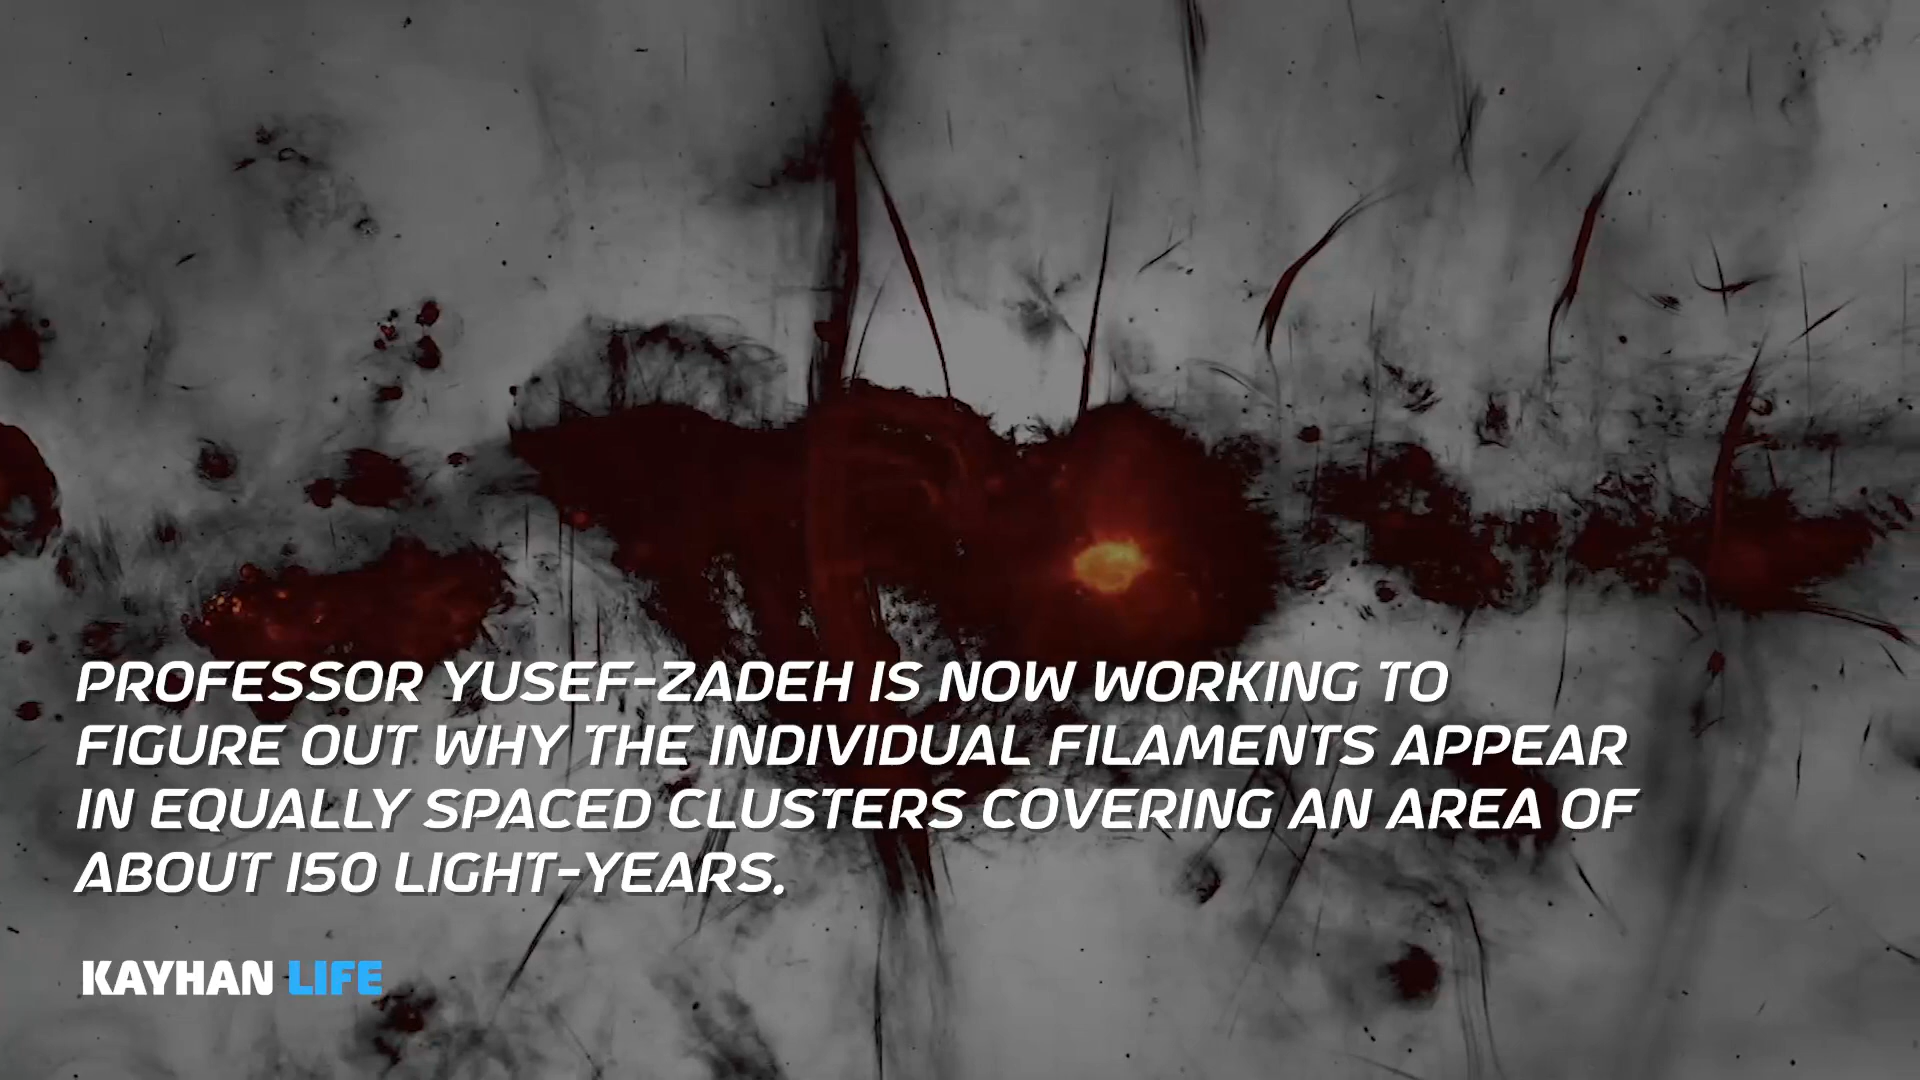 PROFESSOR YUSEF-ZADEH IS NOW WORKING TO
FIGURE OUT WHY THE INDIVIDUAL FILAMENTS APPEAR
IN EQUALLY SPACED CLUSTERS COVERING AN AREA OF
ABOUT 150 LIGHT-YEARS.
KAYHAN LIFE